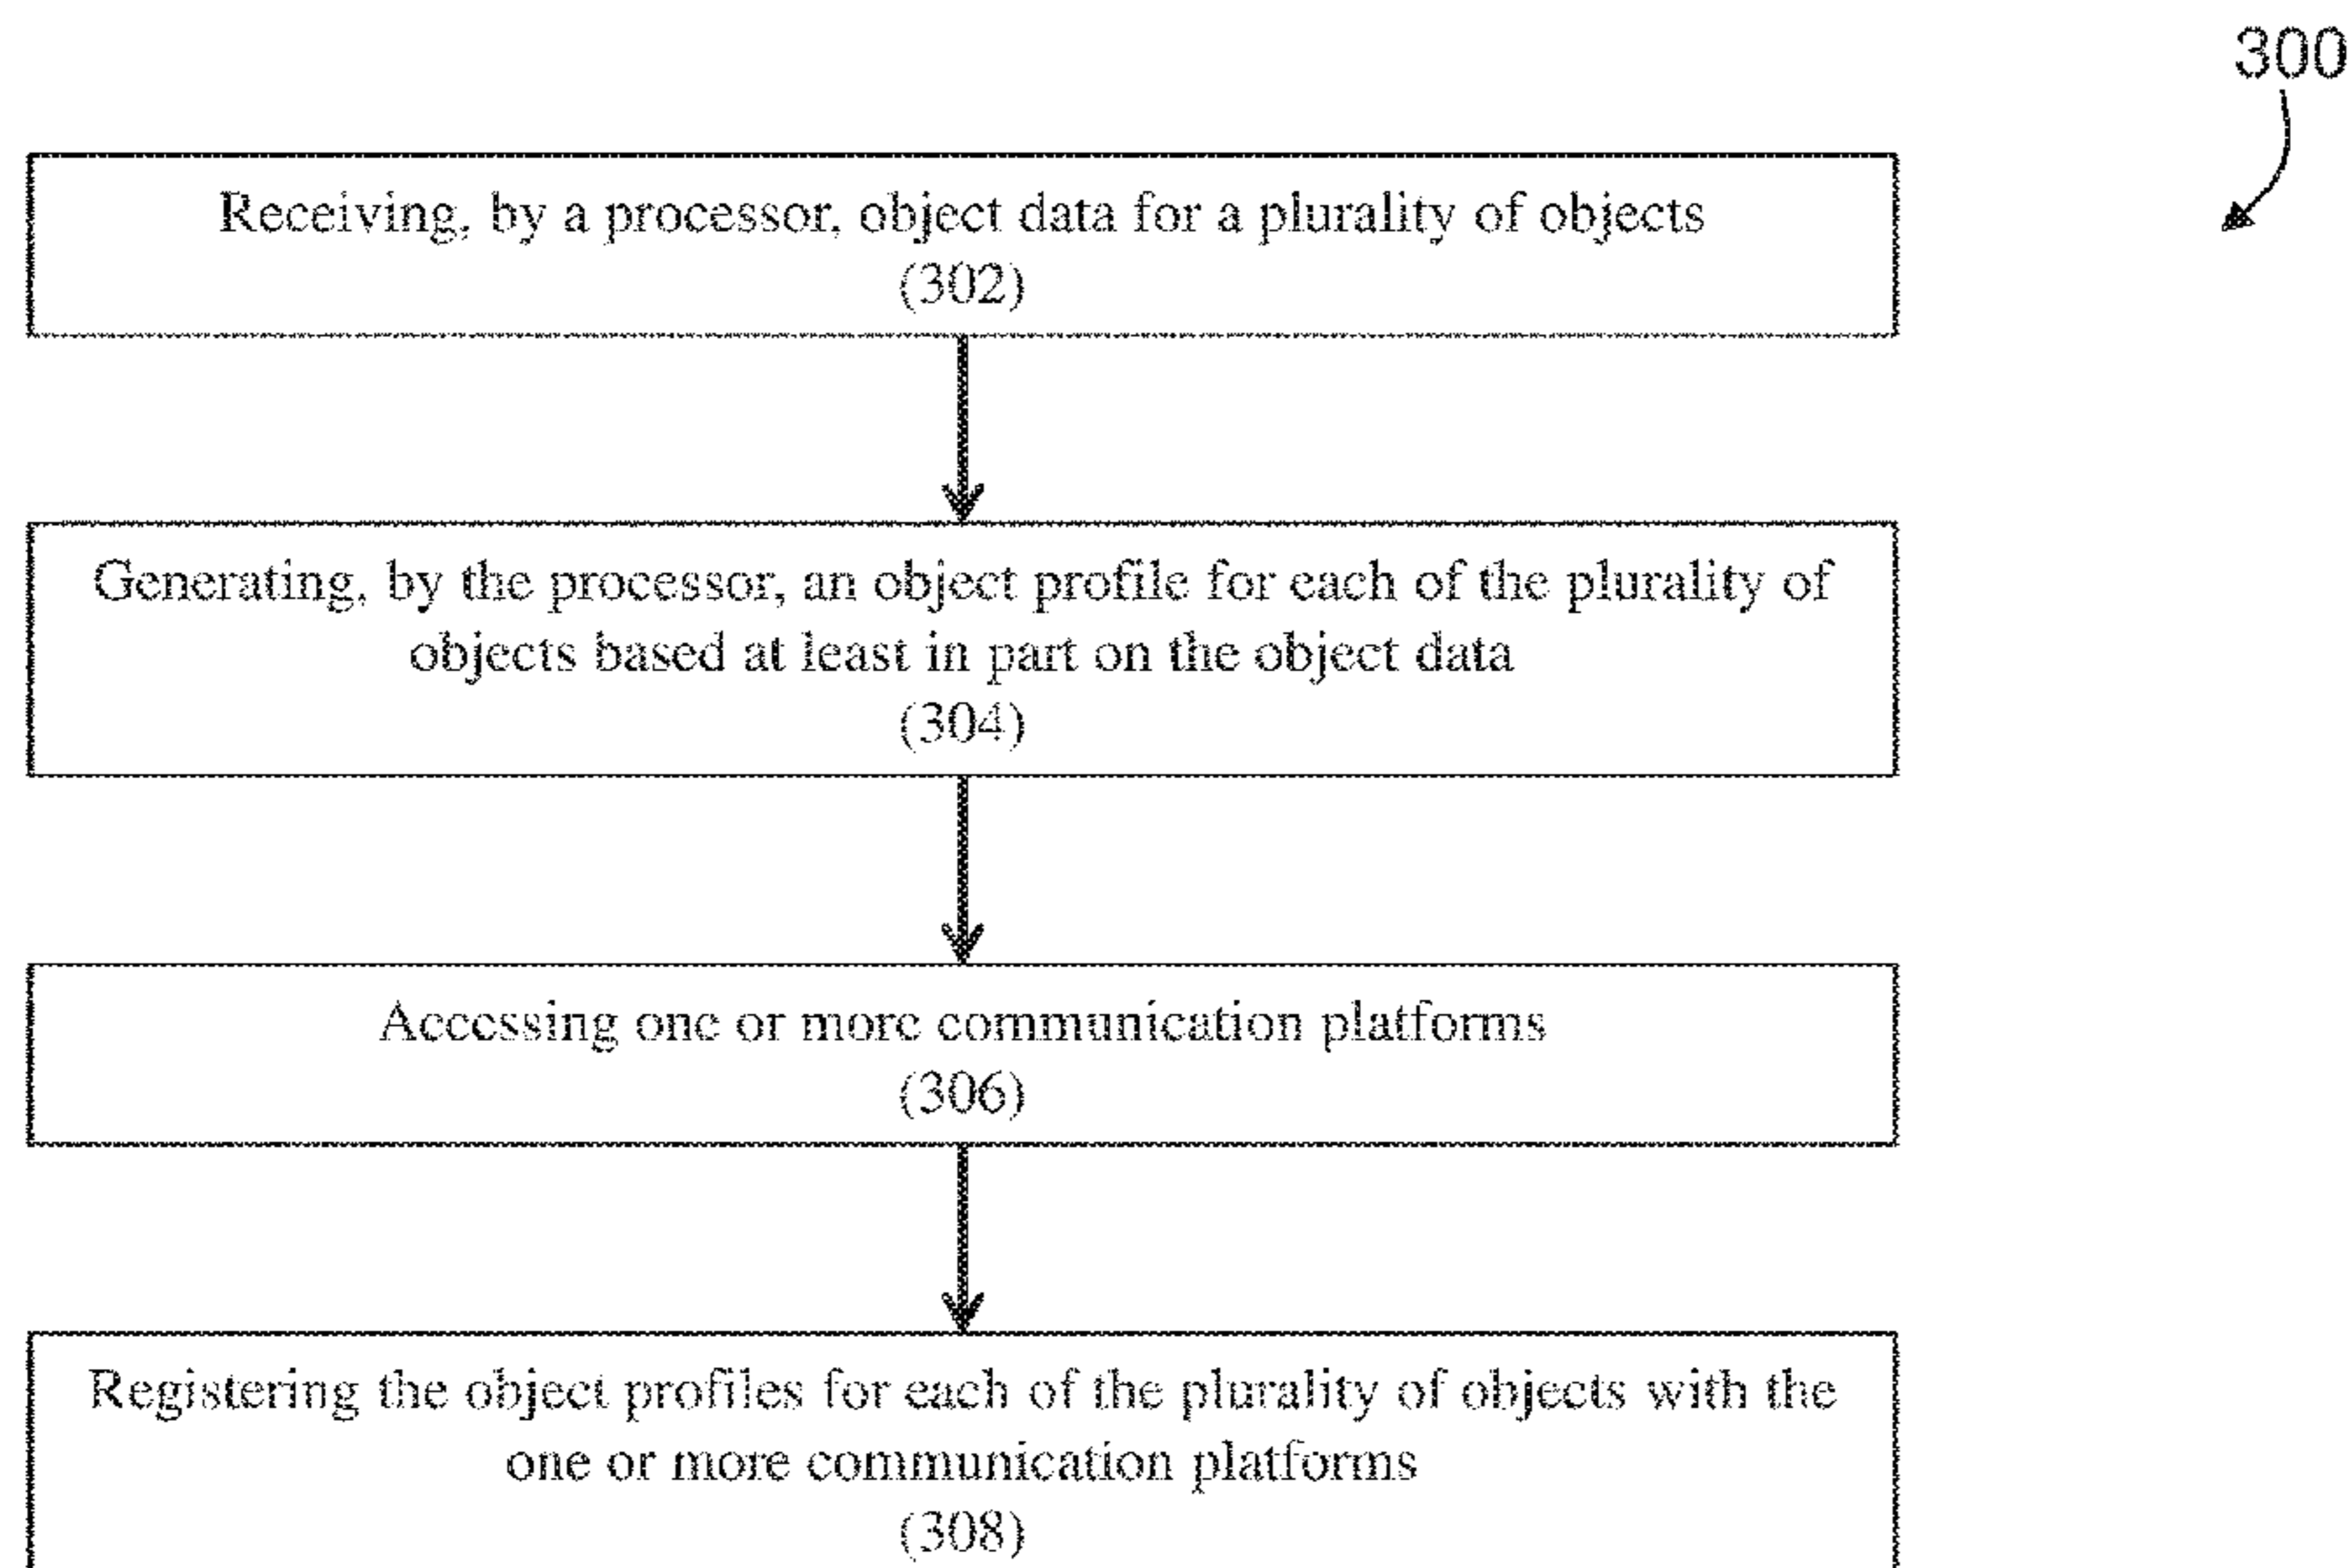 300
Receiving, by a processor, object data for a plurality of objects
(302)
Generating, by the processor, an object profile for each of the plurality of
objects based at least in part on the object data
(304)
Accessing one or more communication platforms
(306)
Registering the object profiles for each of the plurality of objects with the
one or more communication platforms
(308)